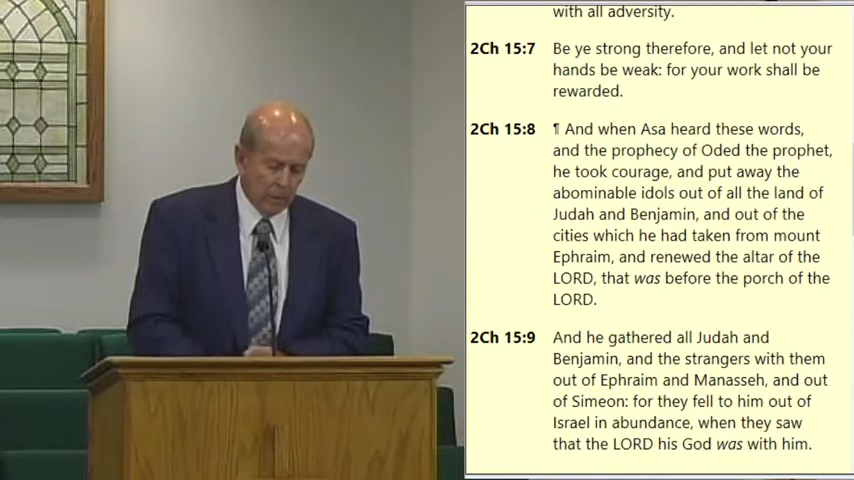 with all adversity.
2Ch 15:7 Be ye strong therefore, and let not your
hands be weak: for your work shall be
rewarded.
2Ch 15:8 ¶ And when Asa heard these words,
and the prophecy of Oded the prophet,
he took courage, and put away the
abominable idols out of all the land of
Judah and Benjamin, and out of the
cities which he had taken from mount
Ephraim, and renewed the altar of the
LORD, that was before the porch of the
LORD.
2Ch 15:9 And he gathered all Judah and
Benjamin, and the strangers with them
out of Ephraim and Manasseh, and out
of Simeon: for they fell to him out of
Israel in abundance, when they saw
that the LORD his God was with him.